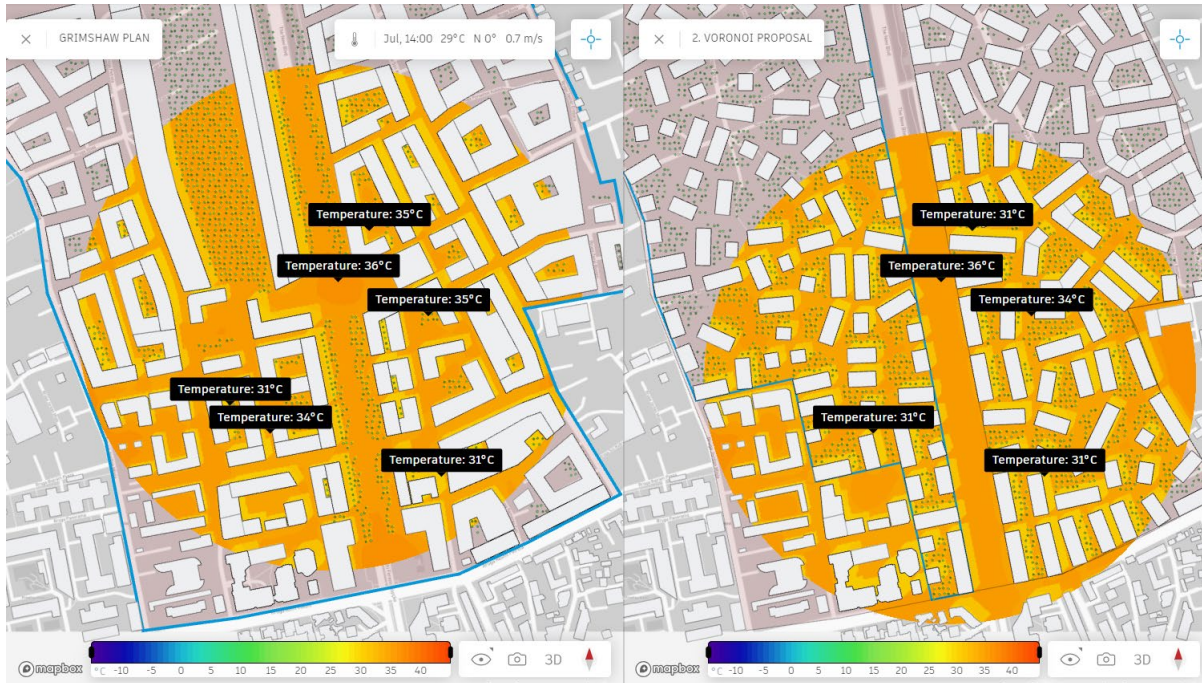 GRIMSHAW PLAN
Jul, 14:00 29°C N 0° 0.7 m/s
Temperature: 35°C
Temperature: 36°C
Temperature: 35°C
Temperature: 31°C
Temperature: 34°C
Temperature: 31°C
mapbox
°C -10 -5 0 5 10 15 20 25 30 35 40
3D
2. VORONOI PROPOSAL
Temperature: 31°C
Temperature: 36°C
Temperature: 34°C
Temperature: 31°C
Temperature: 31°C
mapbox
°C -10 -5 0 5 10 15 20 25 30 35 40
3D